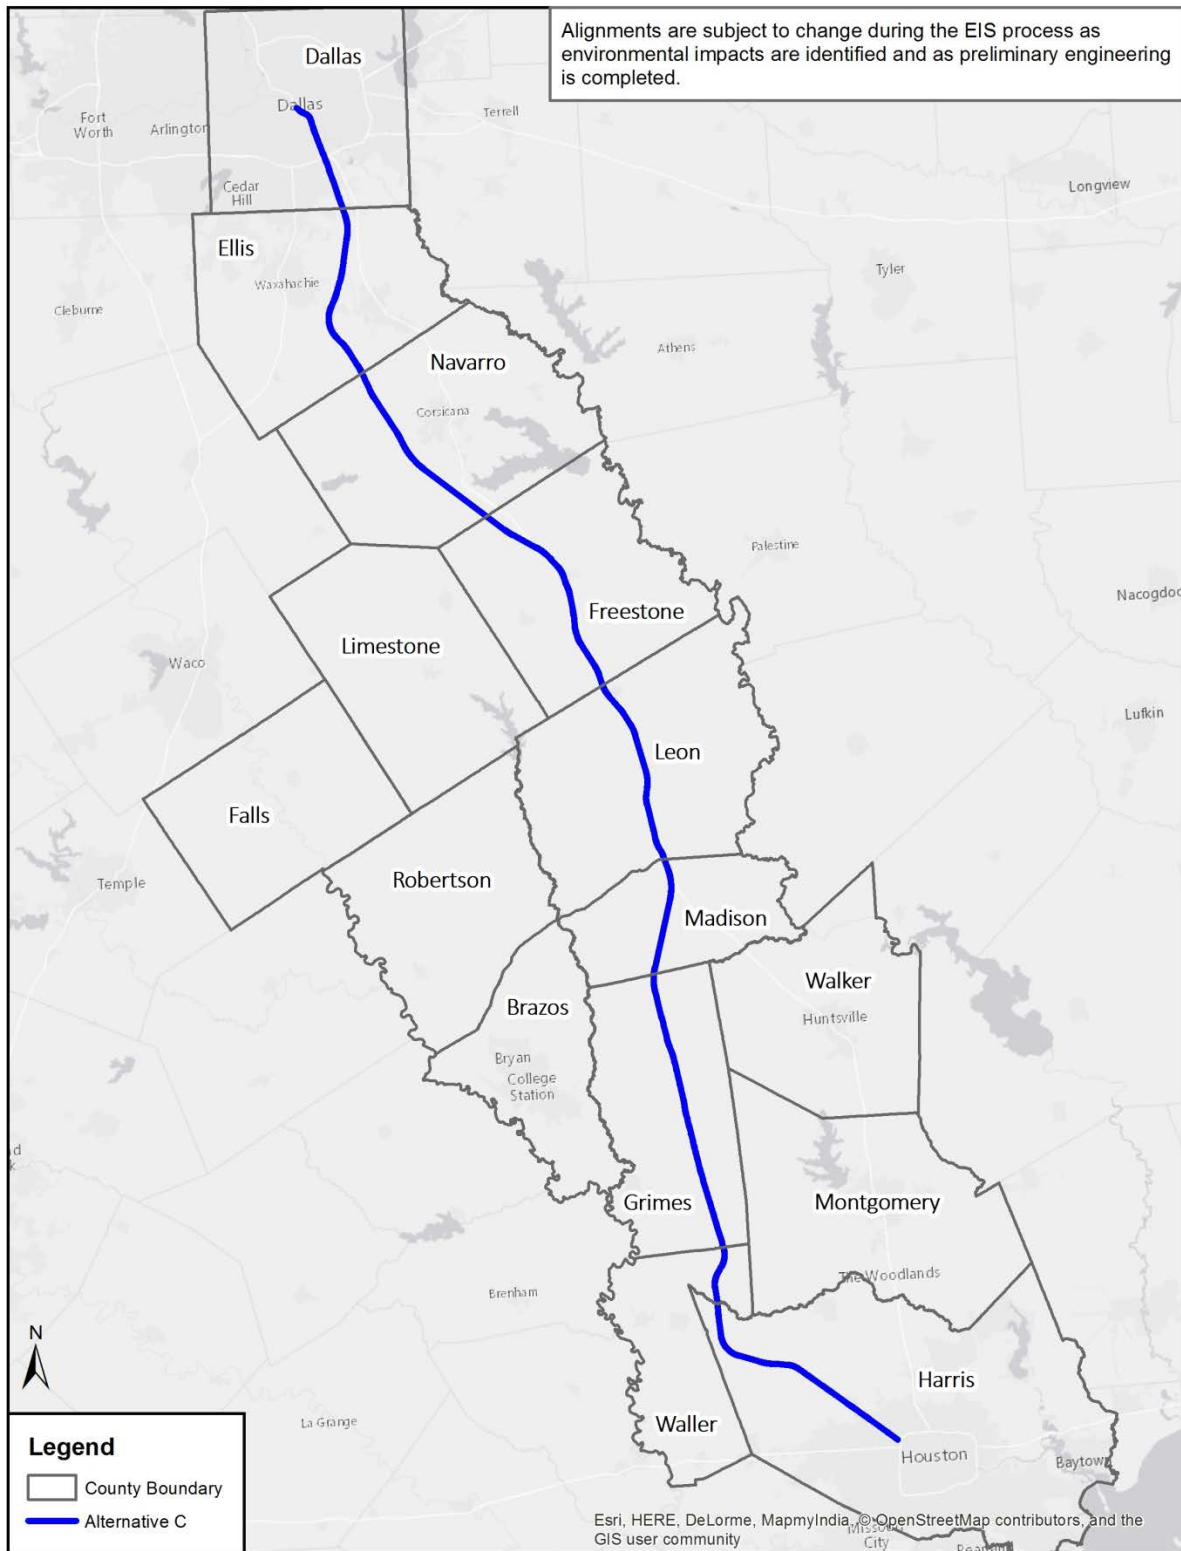 Alignments are subject to change during the EIS process as
environmental impacts are identified and as preliminary engineering
is completed.
Dallas
Dallas
Fort
Worth
Arlington
Terrell
Longview
Cedar
Hill
Ellis
Waxahachie
Tyler
Cleburne
Navarro
Athens
Corsicana
Palestine
Nacogdoc
Freestone
Limestone
Waco
Lufkin
Leon
Falls
Temple
Robertson
Madison
Walker
Huntsville
Brazos
Bryan
College
Station
Grimes
Montgomery
The Woodlands
Brenham
N
Harris
La Grange
Waller
Houston
Baytown
Legend
County Boundary
Alternative C
Esri, HERE, DeLorme, MapmyIndia, © OpenStreetMap contributors, and the
GIS user community
City